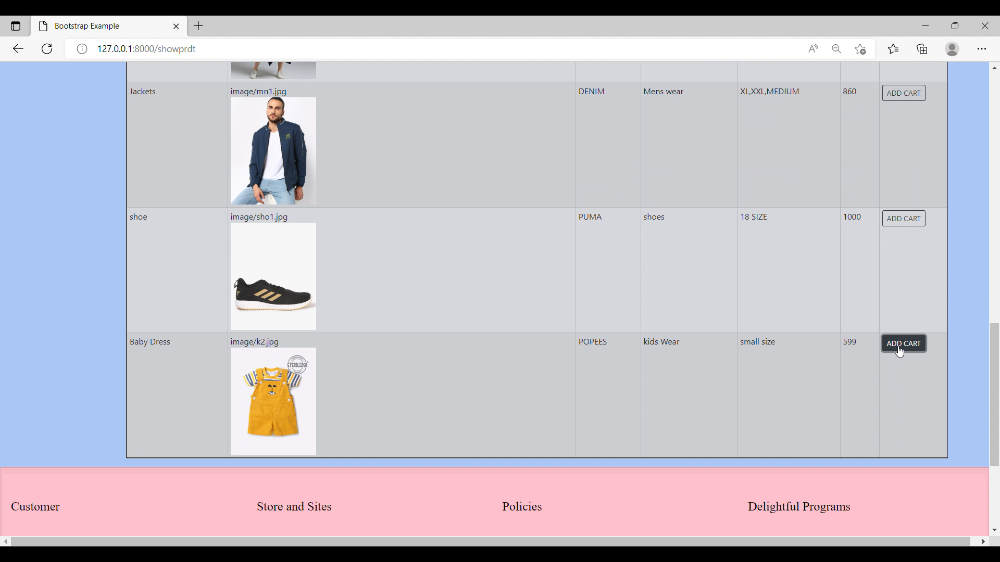 Bootstrap Example
127.0.0.1:8000/showprdt
Jackets image/mn1.jpg DENIM Mens wear XL,XXL,MEDIUM 860 ADD CART
shoe image/sho1.jpg PUMA shoes 18 SIZE 1000 ADD CART
Baby Dress image/k2.jpg POPEES kids Wear small size 599 ADD CART
STERILIZED
Customer Store and Sites Policies Delightful Programs